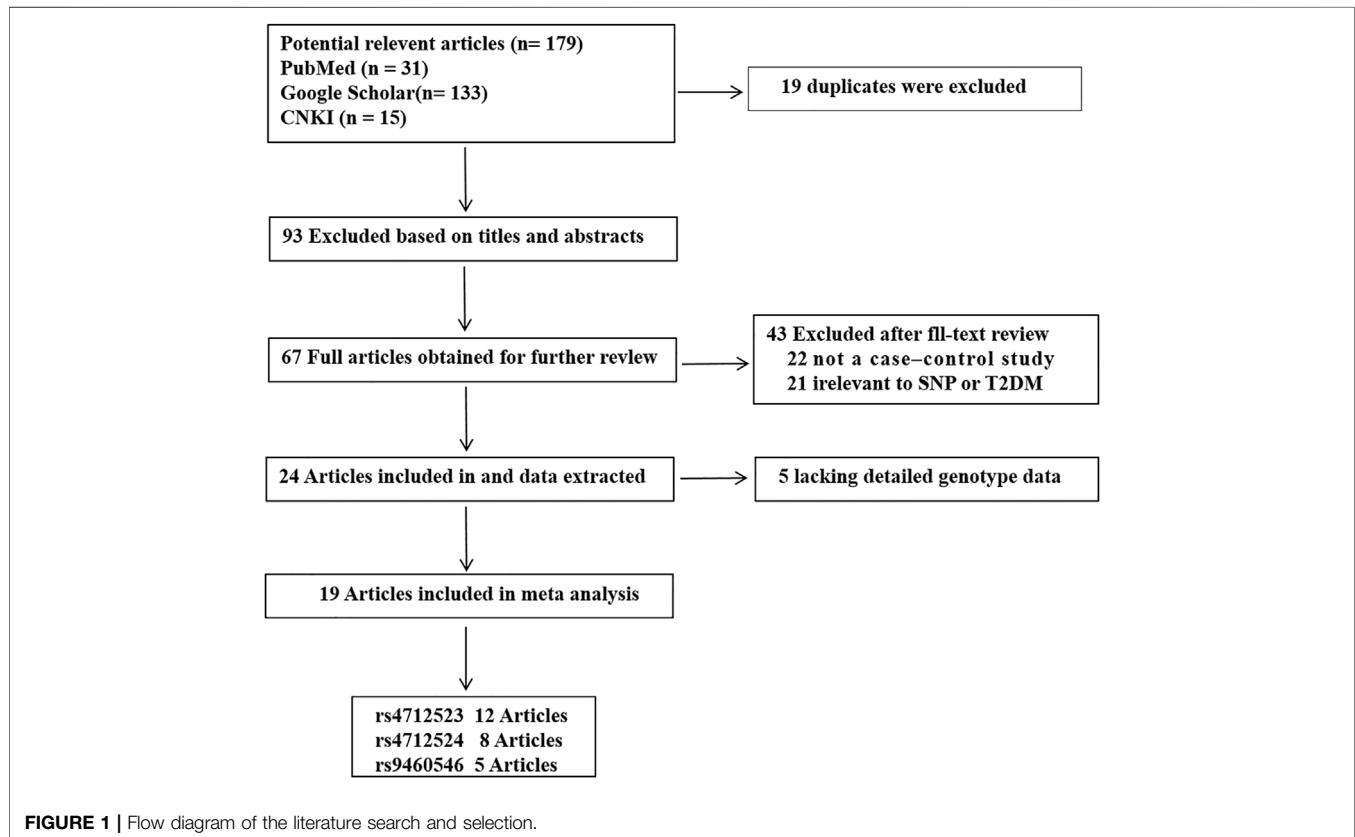 Potential relevent articles (n= 179)
PubMed (n = 31)
Google Scholar(n= 133)
CNKI (n = 15)
19 duplicates were excluded
93 Excluded based on titles and abstracts
67 Full articles obtained for further revlew
43 Excluded after fll-text review
22 not a case–control study
21 irelevant to SNP or T2DM
24 Articles included in and data extracted
5 lacking detailed genotype data
19 Articles included in meta analysis
rs4712523 12 Articles
rs4712524 8 Articles
rs9460546 5 Articles
FIGURE 1 | Flow diagram of the literature search and selection.